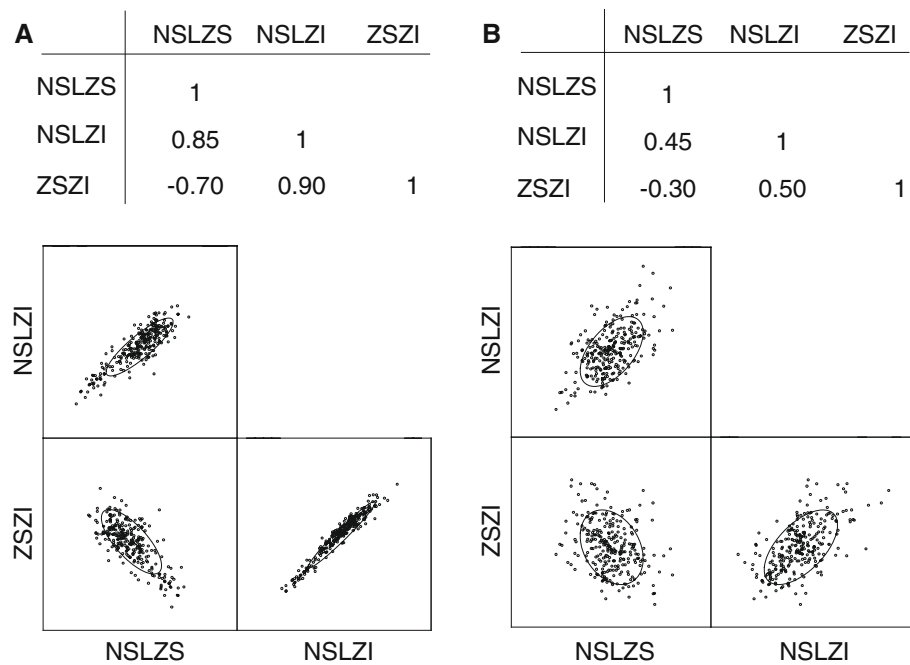 A NSLZS NSLZI ZSZI
NSLZS 1
NSLZI 0.85 1
ZSZI -0.70 0.90 1
NSLZI
ZSZI
NSLZS NSLZI
B NSLZS NSLZI ZSZI
NSLZS 1
NSLZI 0.45 1
ZSZI -0.30 0.50 1
NSLZI
ZSZI
NSLZS NSLZI